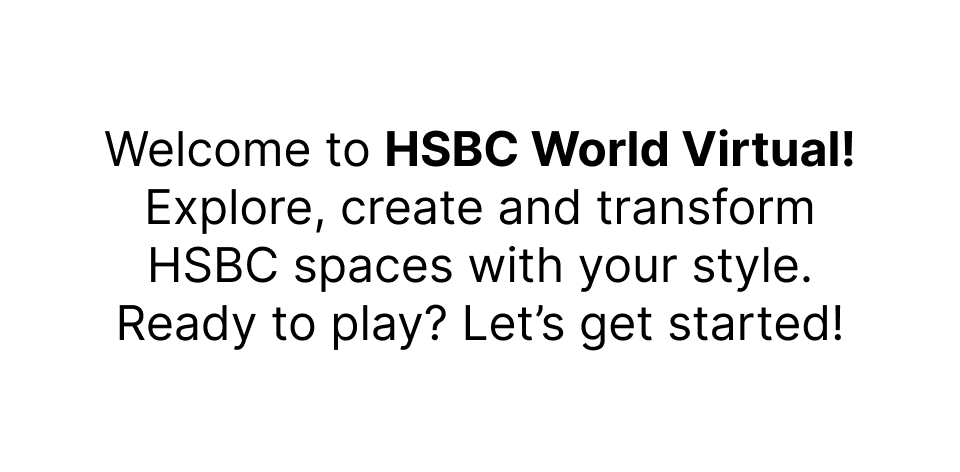 Welcome to HSBC World Virtual!
Explore, create and transform
HSBC spaces with your style.
Ready to play? Let’s get started!